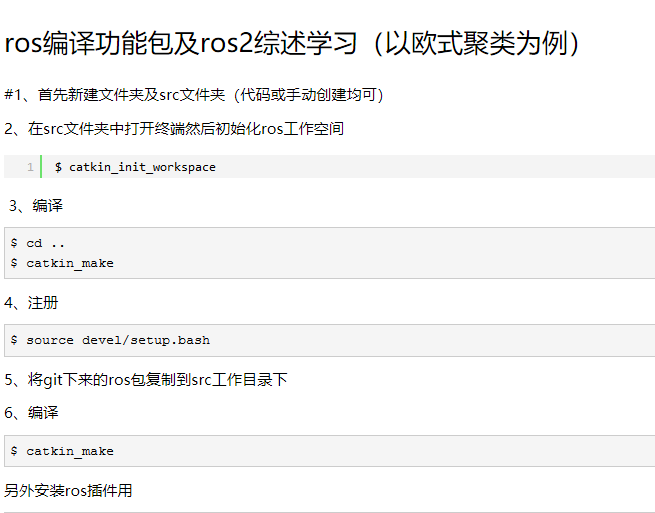 ros编译功能包及ros2综述学习（以欧式聚类为例）
#1、首先新建文件夹及src文件夹（代码或手动创建均可）
2、在src文件夹中打开终端然后初始化ros工作空间
1 $ catkin_init_workspace
3、编译
$ cd ..
$ catkin_make
4、注册
$ source devel/setup.bash
5、将git下来的ros包复制到src工作目录下
6、编译
$ catkin_make
另外安装ros插件用